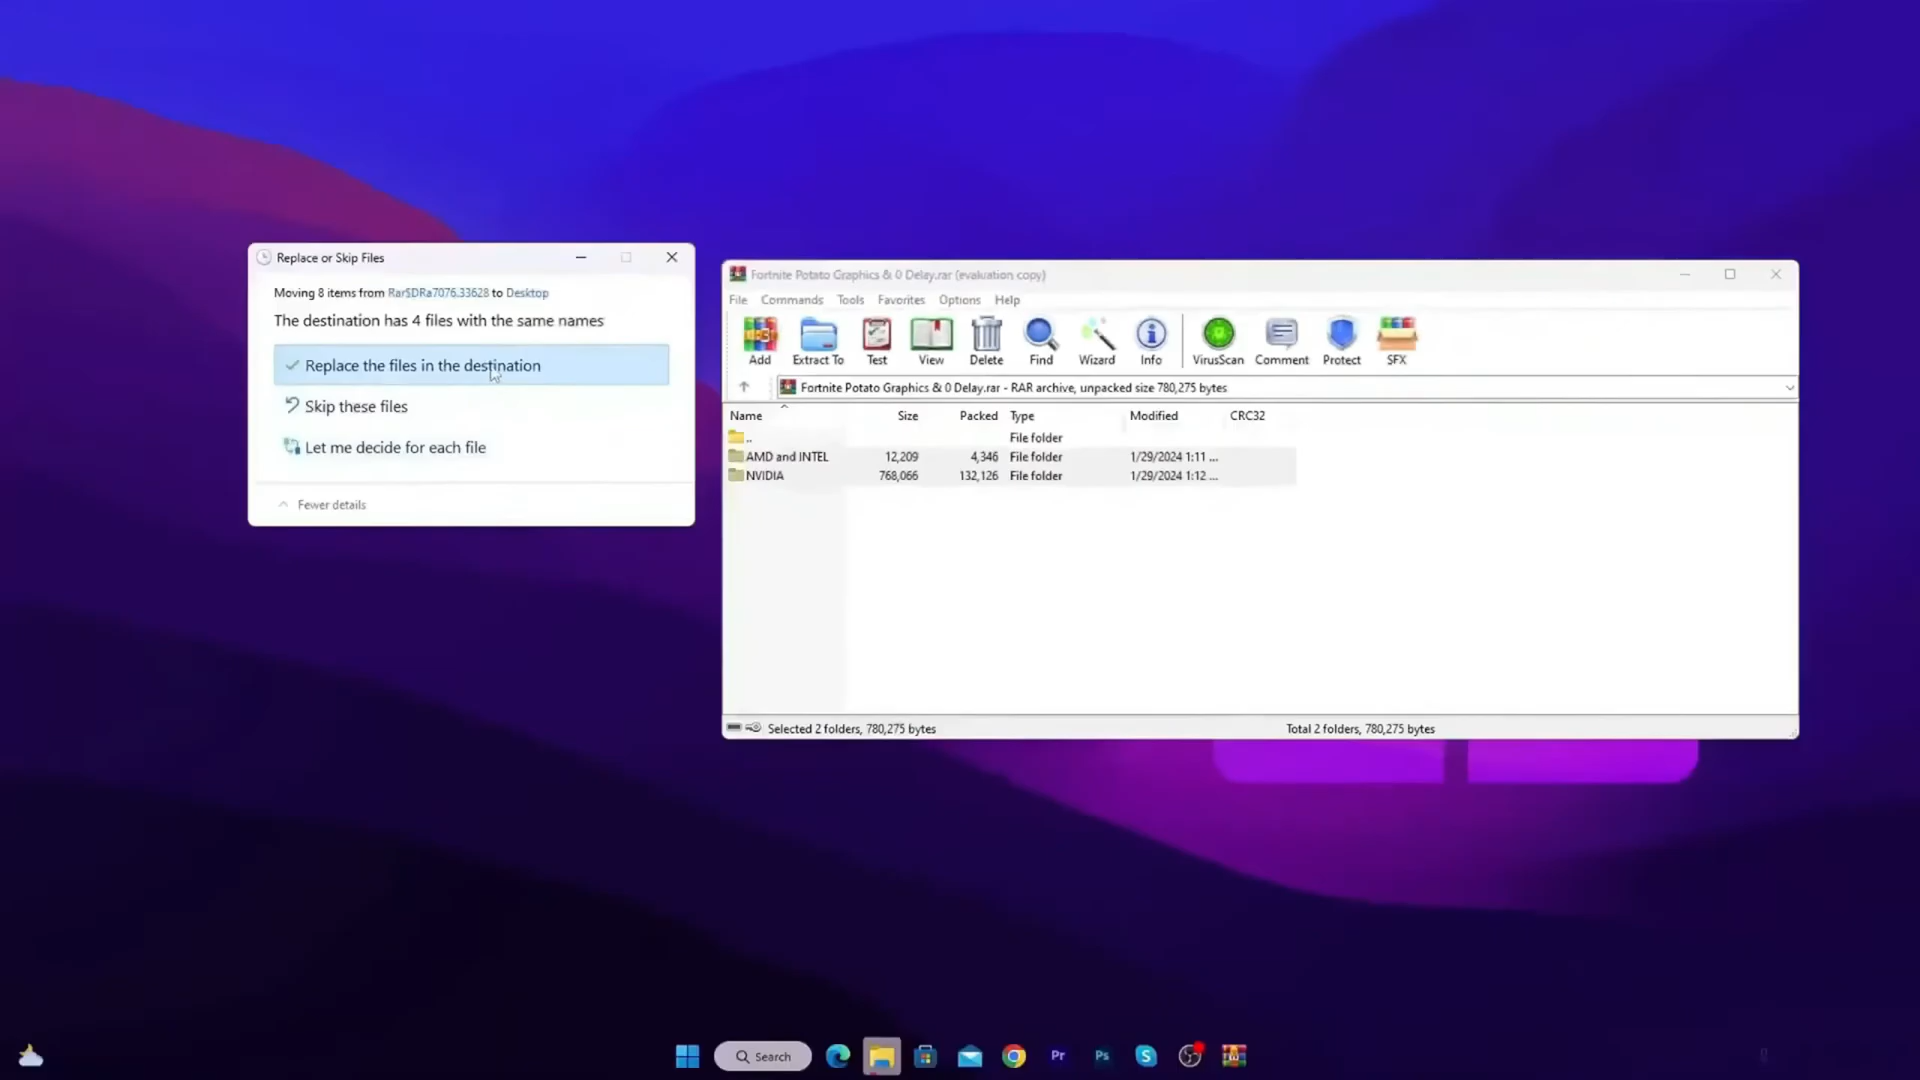 Replace or Skip Files
Moving 8 items from Rar$DRa7076.33628 to Desktop
The destination has 4 files with the same names
Replace the files in the destination
Skip these files
Let me decide for each file
Fewer details
Fortnite Potato Graphics & 0 Delay.rar (evaluation copy)
File Commands Tools Favorites Options Help
Add Extract To Test View Delete Find Wizard Info VirusScan Comment Protect SFX
Fortnite Potato Graphics & 0 Delay.rar - RAR archive, unpacked size 780,275 bytes
Name Size Packed Type Modified CRC32
.. File folder
AMD and INTEL 12,209 4,346 File folder 1/29/2024 1:11 ...
NVIDIA 768,066 132,126 File folder 1/29/2024 1:12 ...
Selected 2 folders, 780,275 bytes Total 2 folders, 780,275 bytes
Search Pr Ps S